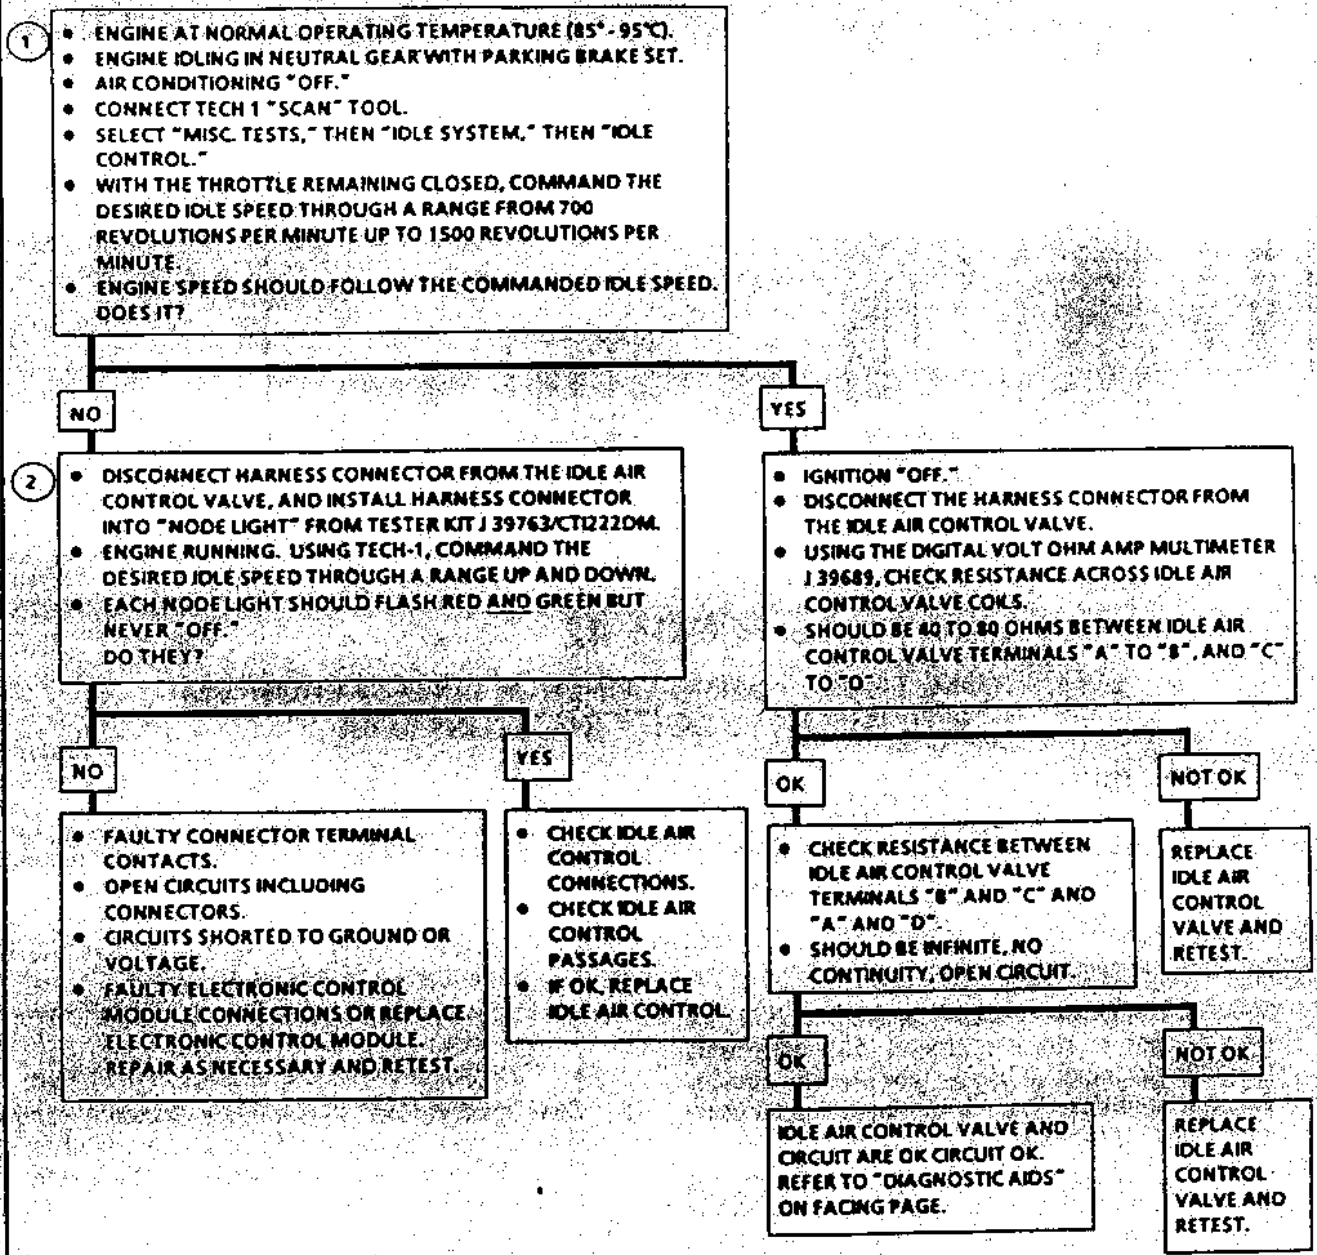 1
• ENGINE AT NORMAL OPERATING TEMPERATURE (85° - 95°C).
• ENGINE IDLING IN NEUTRAL GEAR WITH PARKING BRAKE SET.
• AIR CONDITIONING "OFF."
• CONNECT TECH 1 "SCAN" TOOL.
• SELECT "MISC. TESTS," THEN "IDLE SYSTEM," THEN "IDLE
CONTROL."
• WITH THE THROTTLE REMAINING CLOSED, COMMAND THE
DESIRED IDLE SPEED THROUGH A RANGE FROM 700
REVOLUTIONS PER MINUTE UP TO 1500 REVOLUTIONS PER
MINUTE.
• ENGINE SPEED SHOULD FOLLOW THE COMMANDED IDLE SPEED.
DOES IT?
NO
YES
2
• DISCONNECT HARNESS CONNECTOR FROM THE IDLE AIR
CONTROL VALVE, AND INSTALL HARNESS CONNECTOR
INTO "NODE LIGHT" FROM TESTER KIT J 39763/CTI222DM.
• ENGINE RUNNING. USING TECH-1, COMMAND THE
DESIRED IDLE SPEED THROUGH A RANGE UP AND DOWN.
• EACH NODE LIGHT SHOULD FLASH RED AND GREEN BUT
NEVER "OFF."
DO THEY?
• IGNITION "OFF."
• DISCONNECT THE HARNESS CONNECTOR FROM
THE IDLE AIR CONTROL VALVE.
• USING THE DIGITAL VOLT OHM AMP MULTIMETER
J 39689, CHECK RESISTANCE ACROSS IDLE AIR
CONTROL VALVE COILS.
• SHOULD BE 40 TO 80 OHMS BETWEEN IDLE AIR
CONTROL VALVE TERMINALS "A" TO "B", AND "C"
TO "D"
NO
YES
OK
NOT OK
• FAULTY CONNECTOR TERMINAL
CONTACTS.
• OPEN CIRCUITS INCLUDING
CONNECTORS.
• CIRCUITS SHORTED TO GROUND OR
VOLTAGE.
• FAULTY ELECTRONIC CONTROL
MODULE CONNECTIONS OR REPLACE
ELECTRONIC CONTROL MODULE.
REPAIR AS NECESSARY AND RETEST.
• CHECK IDLE AIR
CONTROL
CONNECTIONS.
• CHECK IDLE AIR
CONTROL
PASSAGES.
• IF OK, REPLACE
IDLE AIR CONTROL.
• CHECK RESISTANCE BETWEEN
IDLE AIR CONTROL VALVE
TERMINALS "B" AND "C" AND
"A" AND "D".
• SHOULD BE INFINITE, NO
CONTINUITY, OPEN CIRCUIT.
REPLACE
IDLE AIR
CONTROL
VALVE AND
RETEST.
OK
NOT OK
IDLE AIR CONTROL VALVE AND
CIRCUIT ARE OK CIRCUIT OK.
REFER TO "DIAGNOSTIC AIDS"
ON FACING PAGE.
REPLACE
IDLE AIR
CONTROL
VALVE AND
RETEST.